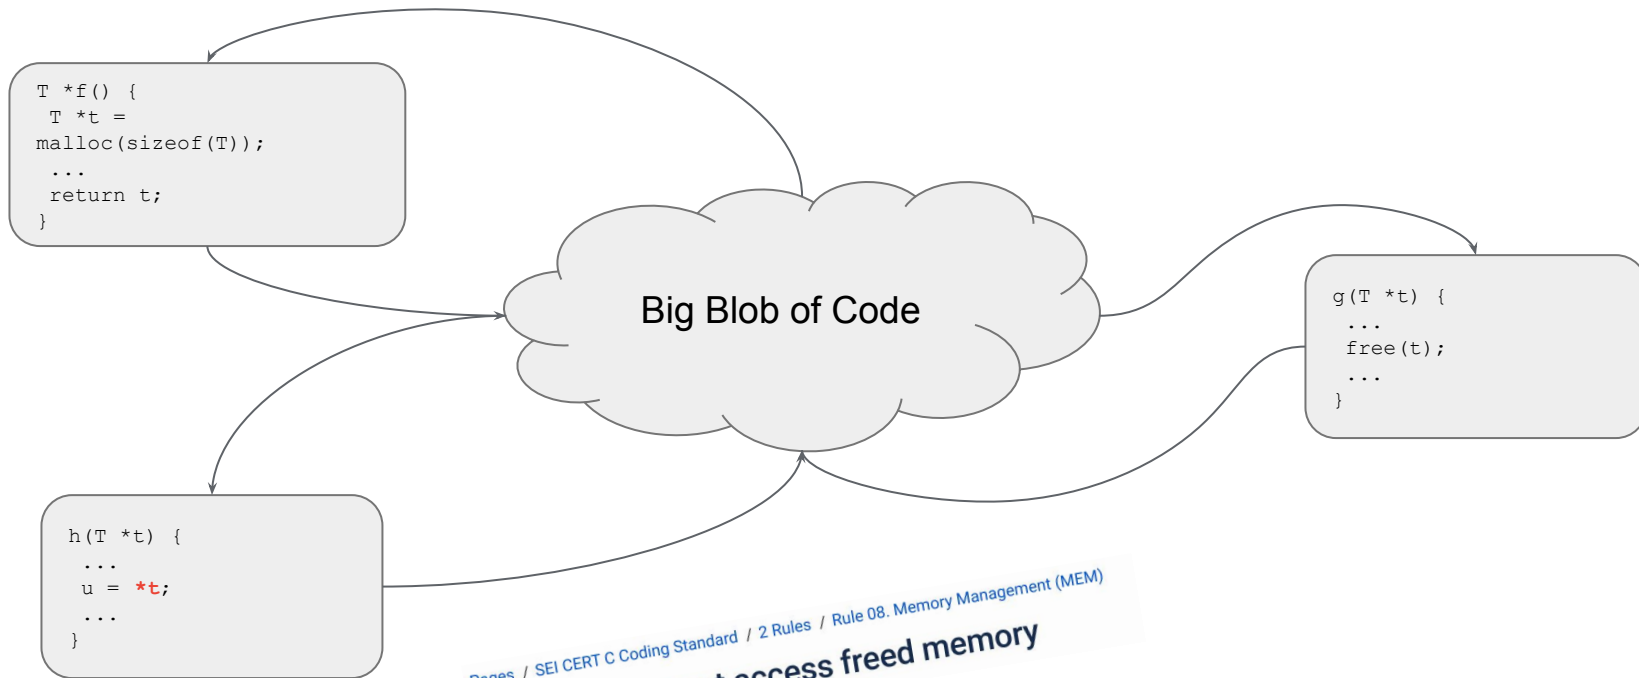 T *f() {
T *t =
malloc(sizeof(T));
...
return t;
}
Big Blob of Code
g(T *t) {
...
free(t);
...
}
h(T *t) {
...
u = *t;
...
}
/ SEI CERT C Coding Standard / 2 Rules / Rule 08. Memory Management (MEM)
access freed memory